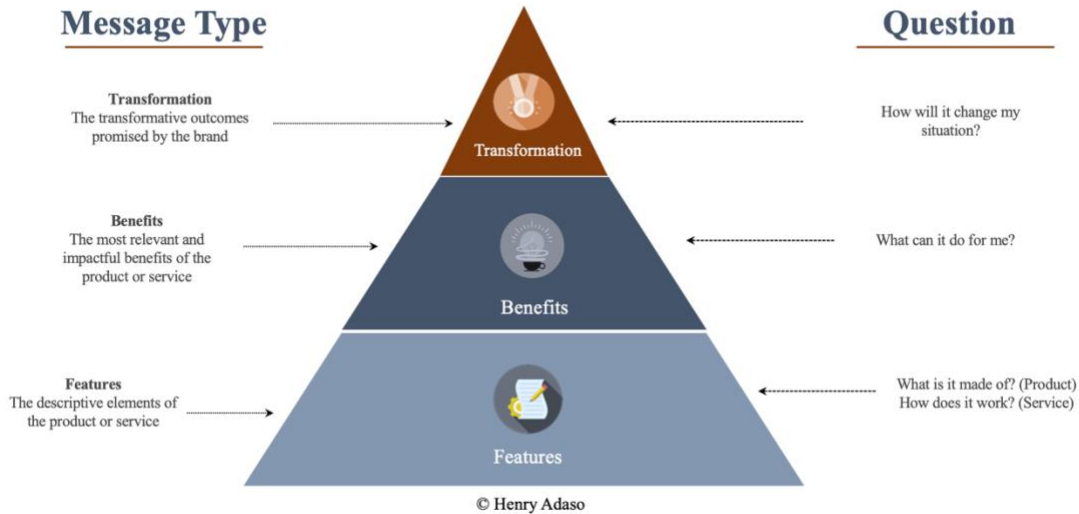 Message Type
Question
Transformation
The transformative outcomes
promised by the brand
Transformation
How will it change my
situation?
Benefits
The most relevant and
impactful benefits of the
product or service
Benefits
What can it do for me?
Features
The descriptive elements of
the product or service
Features
What is it made of? (Product)
How does it work? (Service)
© Henry Adaso